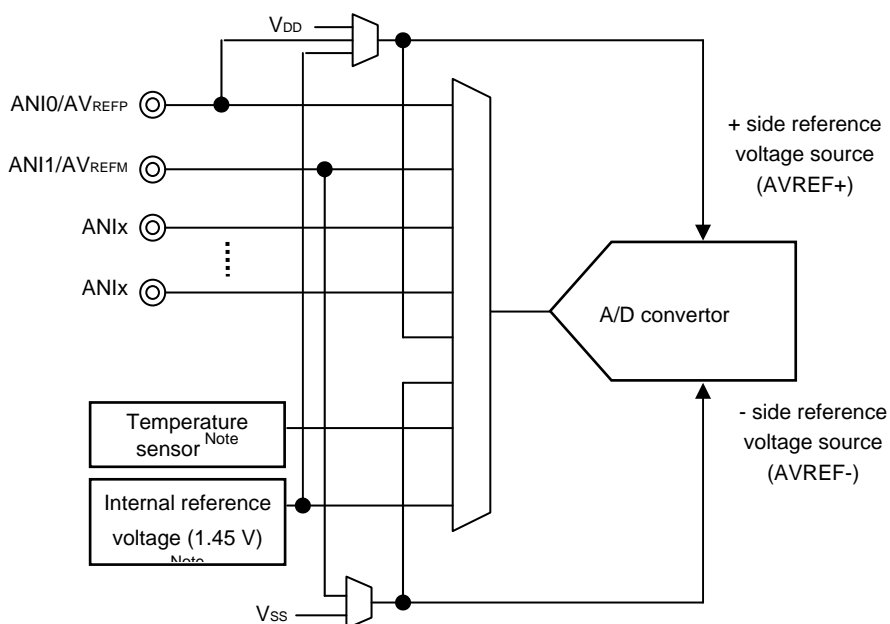 VDD
ANI0/AVREFP
ANI1/AVREFM
ANIx
ANIx
+ side reference
voltage source
(AVREF+)
A/D convertor
- side reference
voltage source
(AVREF-)
Temperature
sensor Note
Internal reference
voltage (1.45 V)
Note
VSS